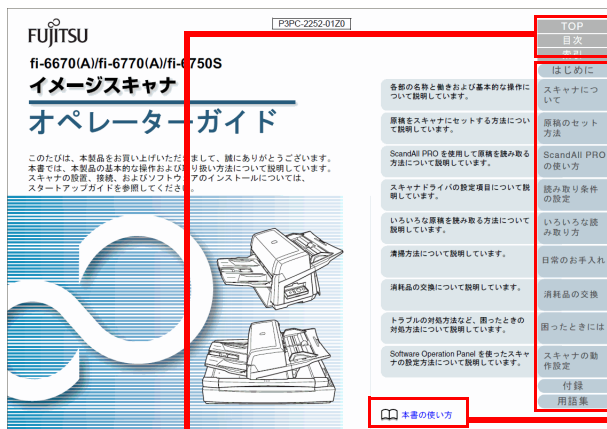 P3PC-2252-01Z0
FUJITSU
fi-6670(A)/fi-6770(A)/fi-6750S
イメージスキャナ
オペレーターガイド
このたびは、本製品をお買い上げいただきまして、誠にありがとうございます。
本書では、本製品の基本的な操作および取り扱い方法について説明しています。
スキャナの設置、接続、およびソフトウェアのインストールについては、
スタートアップガイドを参照してください。
TOP
目次
索引
はじめに
各部の名称と働きおよび基本的な操作に
ついて説明しています。
スキャナにつ
いて
原稿をスキャナにセットする方法につい
て説明しています。
原稿のセット
方法
ScandAll PRO を使用して原稿を読み取る
方法について説明しています。
ScandAll PRO
の使い方
スキャナドライバの設定項目について説
明しています。
読み取り条件
の設定
いろいろな原稿を読み取る方法について
説明しています。
いろいろな読
み取り方
清掃方法について説明しています。
日常のお手入れ
消耗品の交換について説明しています。
消耗品の交換
トラブルの対処方法など、困ったときの
対処方法について説明しています。
困ったときには
Software Operation Panel を使ったスキャ
ナの設定方法について説明しています。
スキャナの動
作設定
付録
用語集
本書の使い方